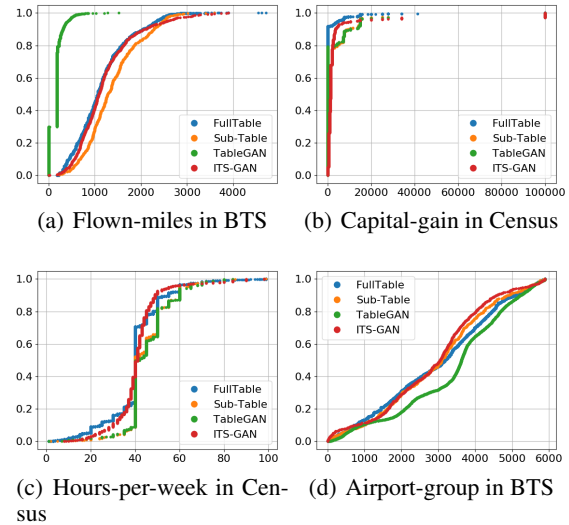 1.0
0.8
0.6
0.4
0.2
0.0
FullTable
Sub-Table
TableGAN
ITS-GAN
0 1000 2000 3000 4000
(a) Flown-miles in BTS
1.0
0.8
0.6
0.4
0.2
0.0
FullTable
Sub-Table
TableGAN
ITS-GAN
0 20000 40000 60000 80000 100000
(b) Capital-gain in Census
1.0
0.8
0.6
0.4
0.2
0.0
FullTable
Sub-Table
TableGAN
ITS-GAN
0 20 40 60 80 100
(c) Hours-per-week in Cen-
sus
1.0
0.8
0.6
0.4
0.2
0.0
FullTable
Sub-Table
TableGAN
ITS-GAN
0 1000 2000 3000 4000 5000 6000
(d) Airport-group in BTS